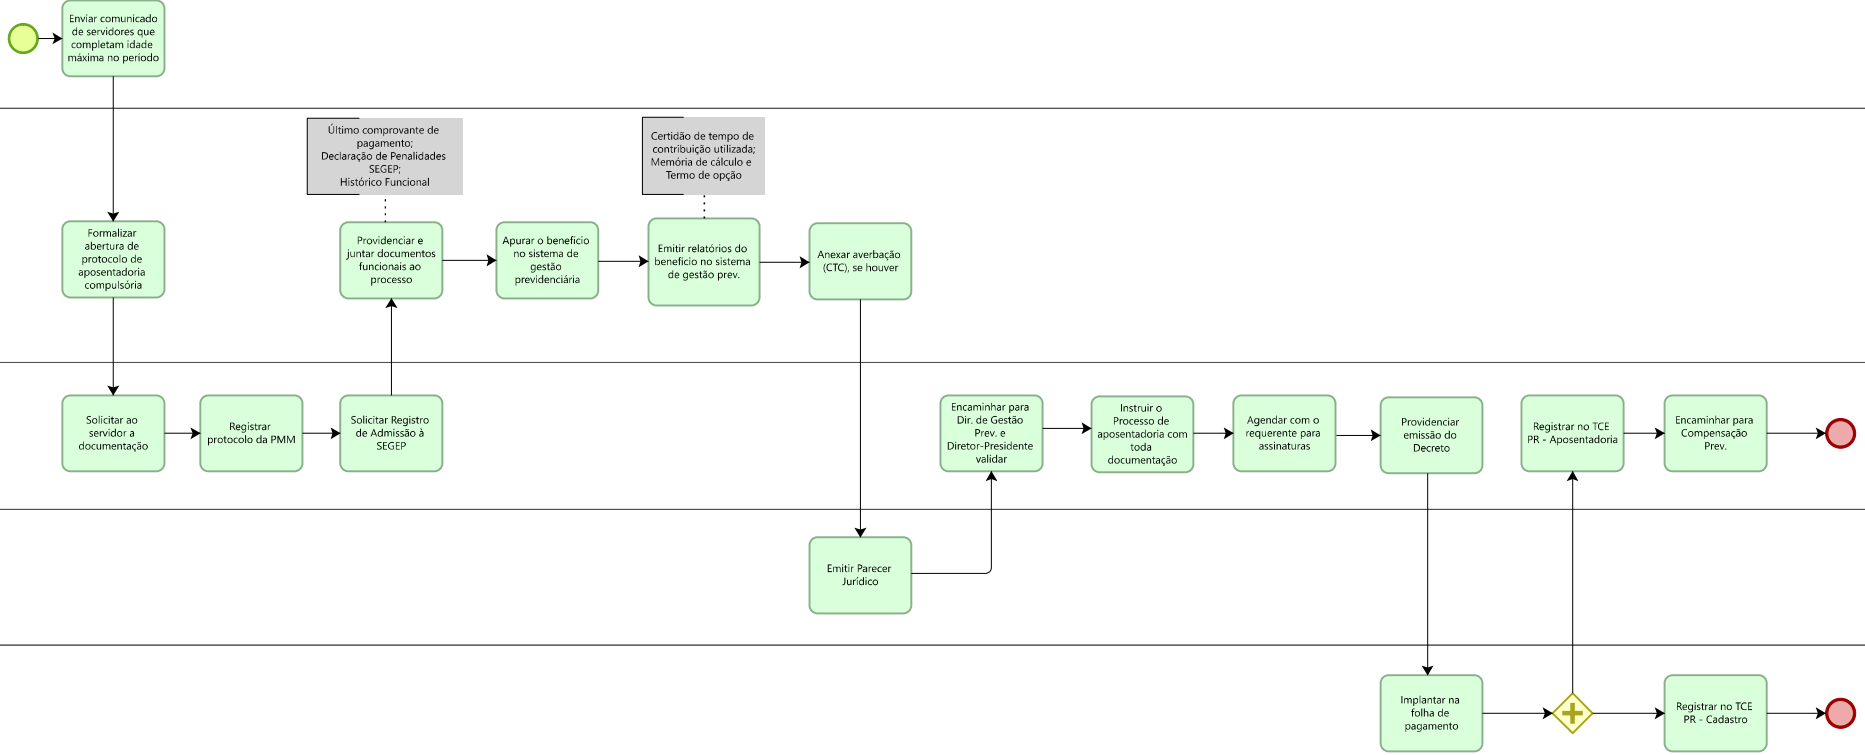 Enviar comunicado
de servidores que
completam idade
máxima no período
Último comprovante de
pagamento;
Declaração de Penalidades
SEGEP;
Histórico Funcional
Certidão de tempo de
contribuição utilizada;
Memória de cálculo e
Termo de opção
Formalizar
abertura de
protocolo de
aposentadoria
compulsória
Providenciar e
juntar documentos
funcionais ao
processo
Apurar o benefício
no sistema de
gestão
previdenciária
Emitir relatórios do
benefício no sistema
de gestão prev.
Anexar averbação
(CTC), se houver
Solicitar ao
servidor a
documentação
Registrar
protocolo da PMM
Solicitar Registro
de Admissão à
SEGEP
Encaminhar para
Dir. de Gestão
Prev. e
Diretor-Presidente
validar
Instruir o
Processo de
aposentadoria com
toda
documentação
Agendar com o
requerente para
assinaturas
Providenciar
emissão do
Decreto
Registrar no TCE
PR - Aposentadoria
Encaminhar para
Compensação
Prev.
Emitir Parecer
Jurídico
Implantar na
folha de
pagamento
Registrar no TCE
PR - Cadastro